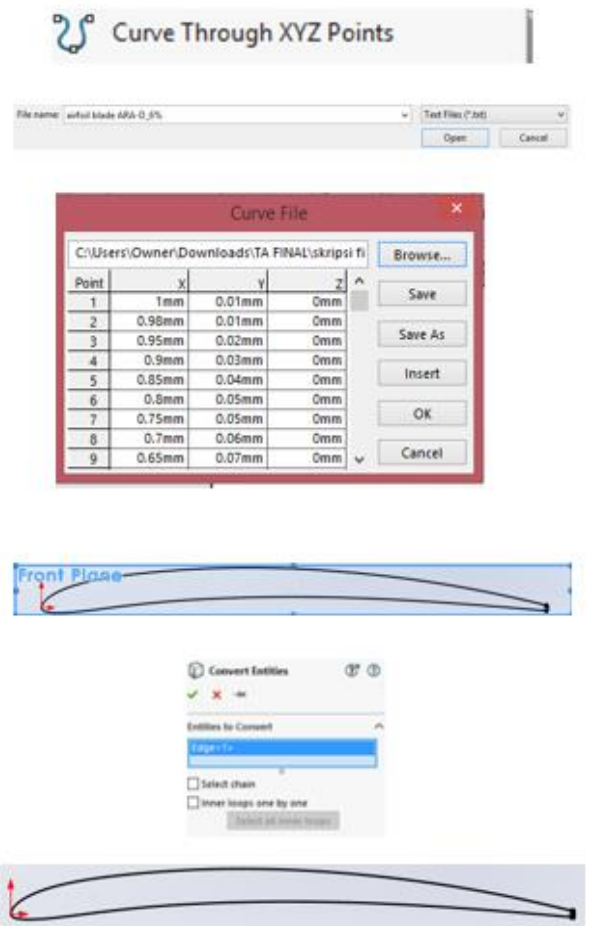 Curve Through XYZ Points
File name: airfoil blade ARA-D_6% Text Files (*.txt)
Open Cancel
Curve File
C:\Users\Owner\Downloads\TA FINAL\skripsi fi Browse...
Point X Y Z
1 1mm 0.01mm 0mm
Save
2 0.98mm 0.01mm 0mm
3 0.95mm 0.02mm 0mm
Save As
4 0.9mm 0.03mm 0mm
5 0.85mm 0.04mm 0mm
Insert
6 0.8mm 0.05mm 0mm
7 0.75mm 0.05mm 0mm
OK
8 0.7mm 0.06mm 0mm
9 0.65mm 0.07mm 0mm
Cancel
Front Plane
Convert Entities
Entities to Convert
Edge<1>
Select chain
Inner loops one by one
Select all inner loops